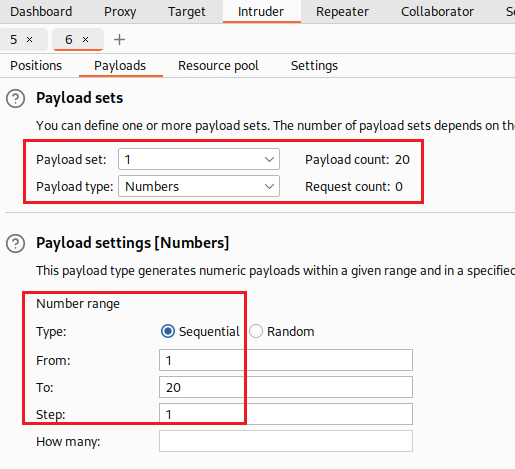 Dashboard Proxy Target Intruder Repeater Collaborator
5 × 6 × +
Positions Payloads Resource pool Settings
? Payload sets
You can define one or more payload sets. The number of payload sets depends on
Payload set: 1 Payload count: 20
Payload type: Numbers Request count: 0
? Payload settings [Numbers]
This payload type generates numeric payloads within a given range and in a
Number range
Type: Sequential Random
From: 1
To: 20
Step: 1
How many: